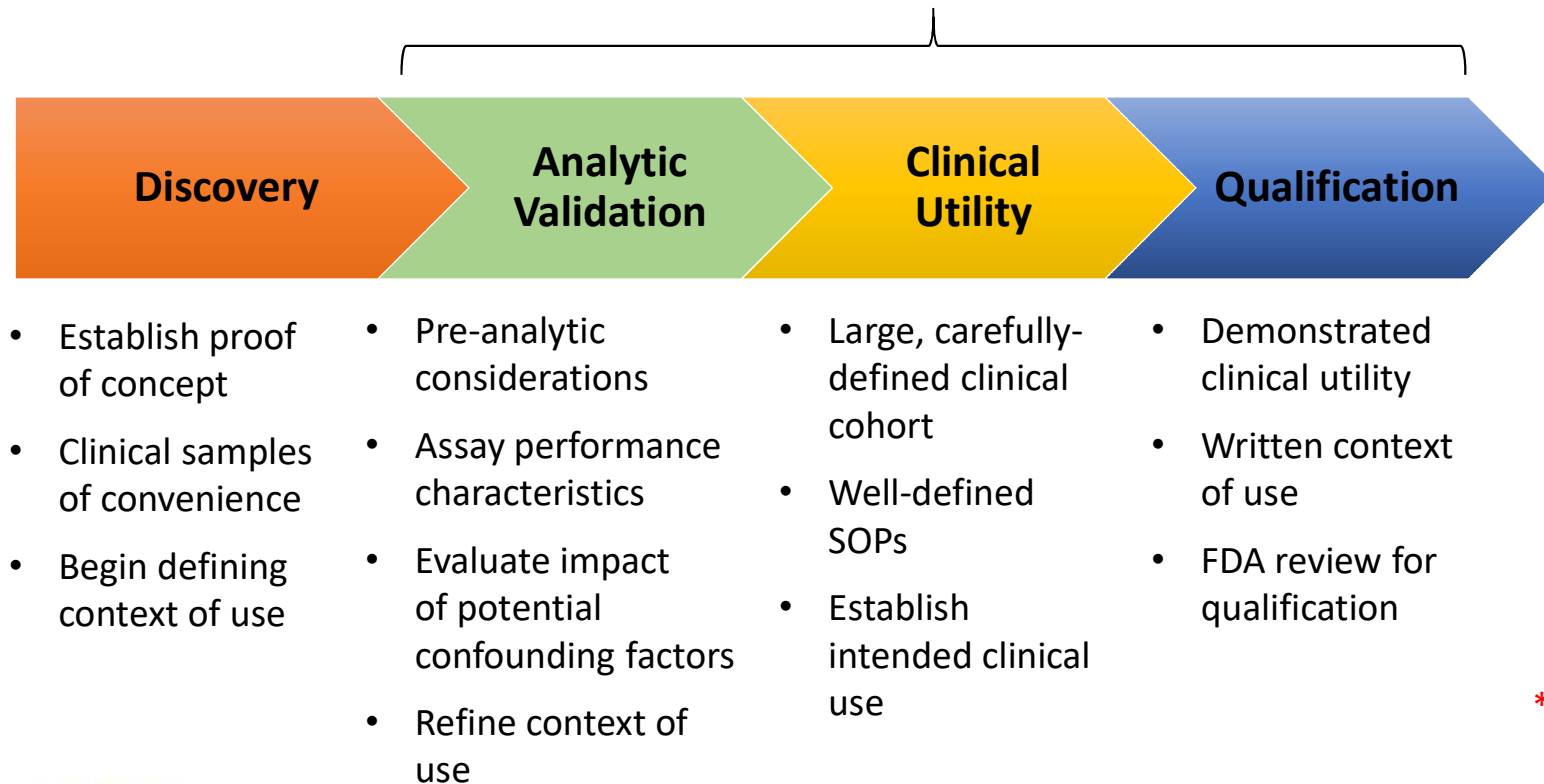 Discovery
Analytic
Validation
Clinical
Utility
Qualification
• Establish proof
of concept
• Clinical samples
of convenience
• Begin defining
context of use
• Pre-analytic
considerations
• Assay performance
characteristics
• Evaluate impact
of potential
confounding factors
• Refine context of
use
• Large, carefully-
defined clinical
cohort
• Well-defined
SOPs
• Establish
intended clinical
use
• Demonstrated
clinical utility
• Written context
of use
• FDA review for
qualification
*